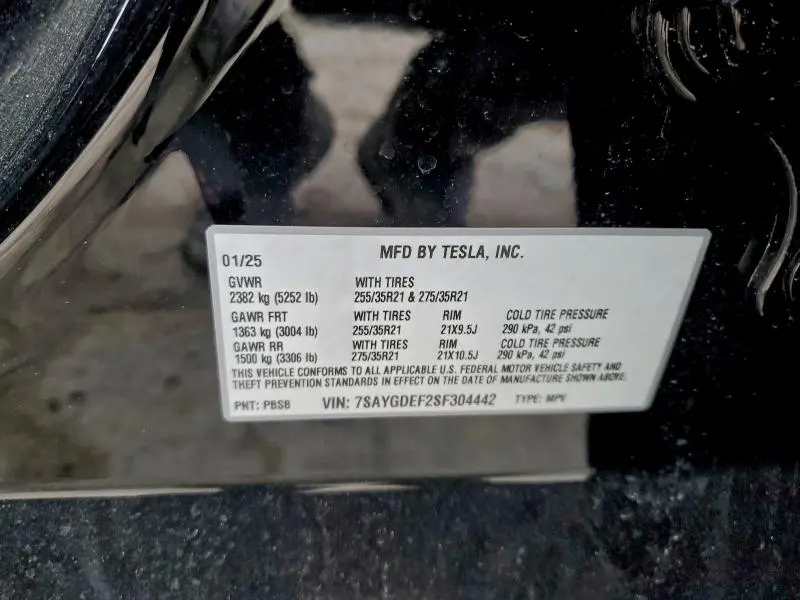 01/25 MFD BY TESLA, INC.
GVWR WITH TIRES
2382 kg (5252 lb) 255/35R21 & 275/35R21
GAWR FRT WITH TIRES RIM COLD TIRE PRESSURE
1363 kg (3004 lb) 255/35R21 21X9.5J 290 kPa, 42 psi
GAWR RR WITH TIRES RIM COLD TIRE PRESSURE
1500 kg (3306 lb) 275/35R21 21X10.5J 290 kPa, 42 psi
THIS VEHICLE CONFORMS TO ALL APPLICABLE U.S. FEDERAL MOTOR VEHICLE SAFETY AND
THEFT PREVENTION STANDARDS IN EFFECT ON THE DATE OF MANUFACTURE SHOWN ABOVE.
PNT: PBSB VIN: 7SAYGDEF2SF304442 TYPE: MPV